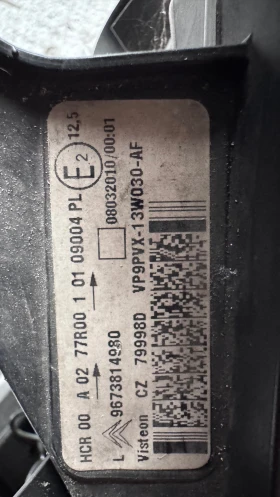 HCR 00 A 02 77R00 1 01 09004 PL E2 12,5
L 9673814980 08032010/00:01
Visteon CZ 79998D VP9PVX-13W030-AF